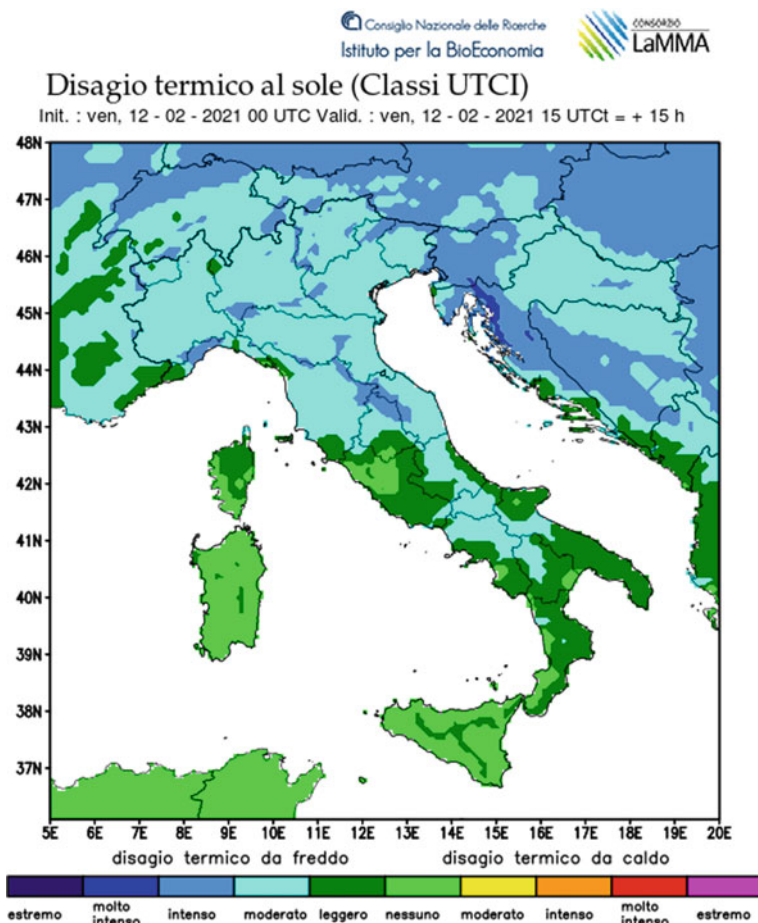 Consiglio Nazionale delle Ricerche
Istituto per la BioEconomia
CONSORZIO
LaMMA
Disagio termico al sole (Classi UTCI)
Init. : ven, 12 - 02 - 2021 00 UTC Valid. : ven, 12 - 02 - 2021 15 UTCt = + 15 h
48N
47N
46N
45N
44N
43N
42N
41N
40N
39N
38N
37N
5E 6E 7E 8E 9E 10E 11E 12E 13E 14E 15E 16E 17E 18E 19E 20E
disagio termico da freddo disagio termico da caldo
estremo molto intenso intenso moderato leggero nessuno moderato intenso molto intenso estremo